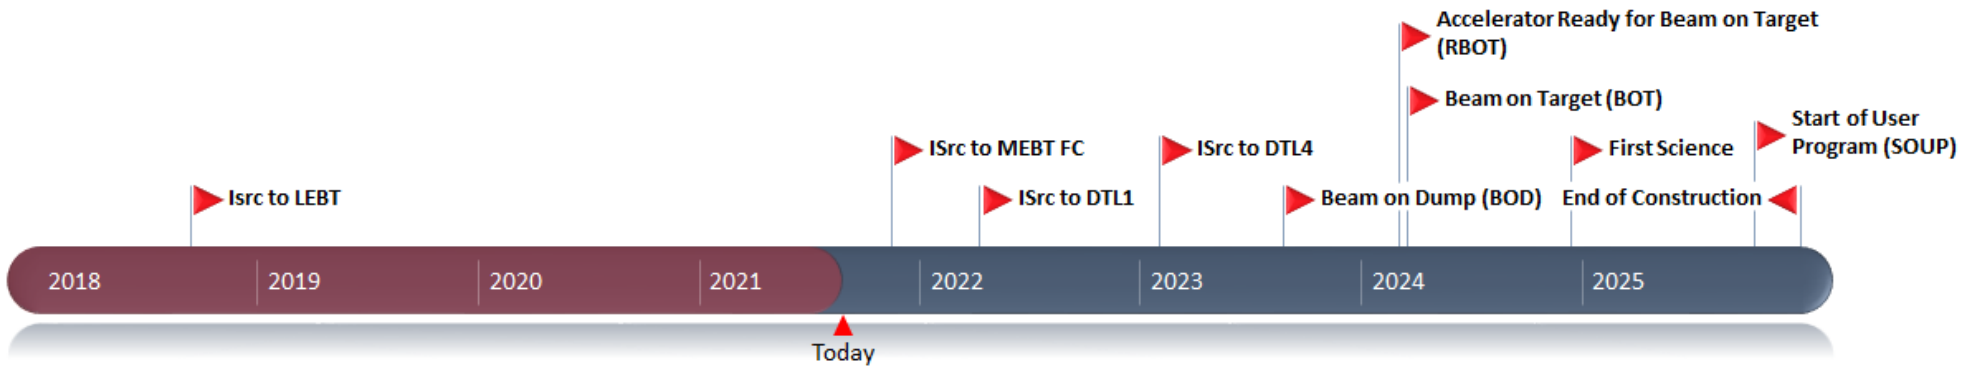 Accelerator Ready for Beam on Target
(RBOT)
Beam on Target (BOT)
Start of User
Program (SOUP)
ISrc to MEBT FC
ISrc to DTL4
First Science
Isrc to LEBT
ISrc to DTL1
Beam on Dump (BOD)
End of Construction
2018
2019
2020
2021
2022
2023
2024
2025
Today